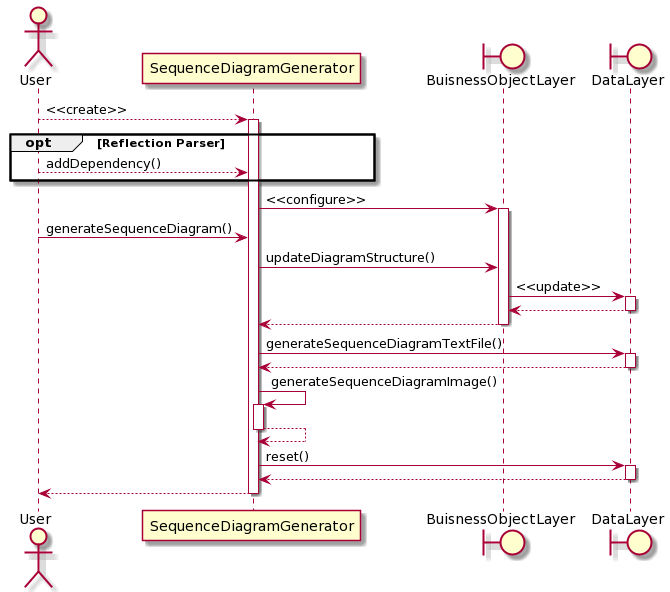 User
SequenceDiagramGenerator
BuisnessObjectLayer
DataLayer
<<create>>
opt [Reflection Parser]
addDependency()
<<configure>>
generateSequenceDiagram()
updateDiagramStructure()
<<update>>
generateSequenceDiagramTextFile()
generateSequenceDiagramImage()
reset()
User
SequenceDiagramGenerator
BuisnessObjectLayer
DataLayer